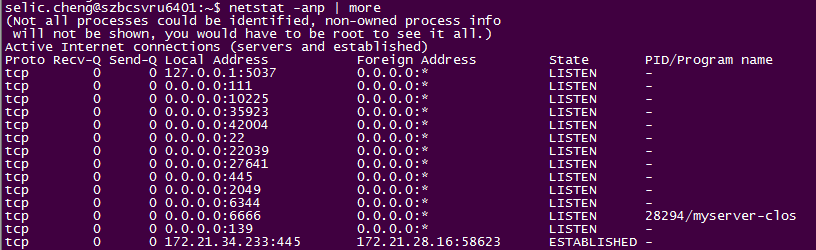 selic.cheng@szbcsvru6401:~$ netstat -anp | more
(Not all processes could be identified, non-owned process info
 will not be shown, you would have to be root to see it all.)
Active Internet connections (servers and established)
Proto Recv-Q Send-Q Local Address           Foreign Address         State       PID/Program name
tcp        0      0 127.0.0.1:5037          0.0.0.0:*               LISTEN      -
tcp        0      0 0.0.0.0:111             0.0.0.0:*               LISTEN      -
tcp        0      0 0.0.0.0:10225           0.0.0.0:*               LISTEN      -
tcp        0      0 0.0.0.0:35923           0.0.0.0:*               LISTEN      -
tcp        0      0 0.0.0.0:42004           0.0.0.0:*               LISTEN      -
tcp        0      0 0.0.0.0:22              0.0.0.0:*               LISTEN      -
tcp        0      0 0.0.0.0:22039           0.0.0.0:*               LISTEN      -
tcp        0      0 0.0.0.0:27641           0.0.0.0:*               LISTEN      -
tcp        0      0 0.0.0.0:445             0.0.0.0:*               LISTEN      -
tcp        0      0 0.0.0.0:2049            0.0.0.0:*               LISTEN      -
tcp        0      0 0.0.0.0:6344            0.0.0.0:*               LISTEN      -
tcp        0      0 0.0.0.0:6666            0.0.0.0:*               LISTEN      28294/myserver-clos
tcp        0      0 0.0.0.0:139             0.0.0.0:*               LISTEN      -
tcp        0      0 172.21.34.233:445       172.21.28.16:58623      ESTABLISHED -